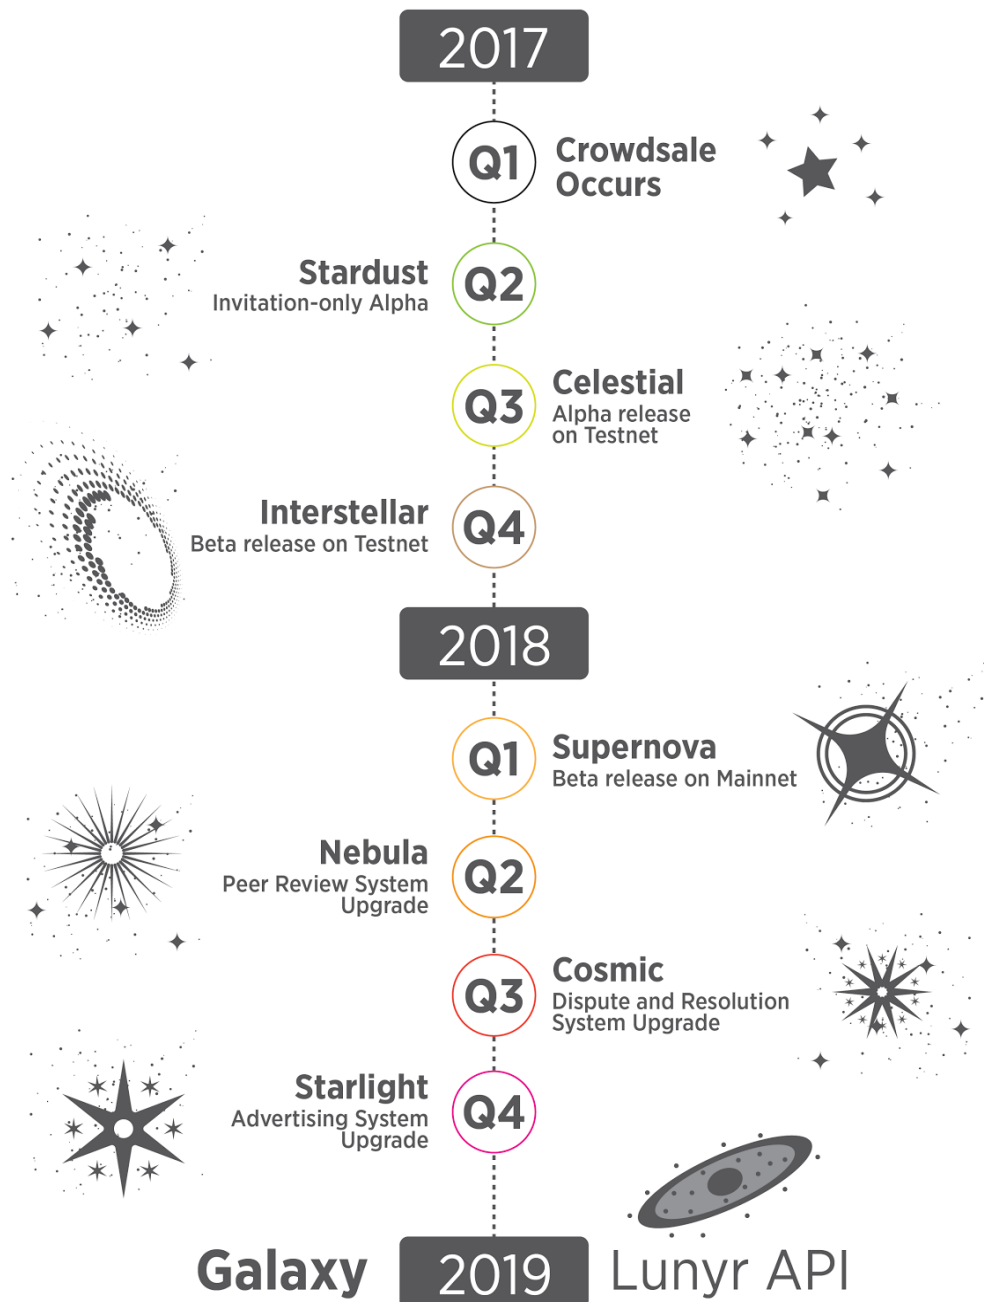 2017
Q1
Crowdsale
Occurs
Stardust
Invitation-only Alpha
Q2
Q3
Celestial
Alpha release
on Testnet
Interstellar
Beta release on Testnet
Q4
2018
Q1
Supernova
Beta release on Mainnet
Nebula
Peer Review System
Upgrade
Q2
Q3
Cosmic
Dispute and Resolution
System Upgrade
Starlight
Advertising System
Upgrade
Q4
Galaxy
2019
Lunyr API